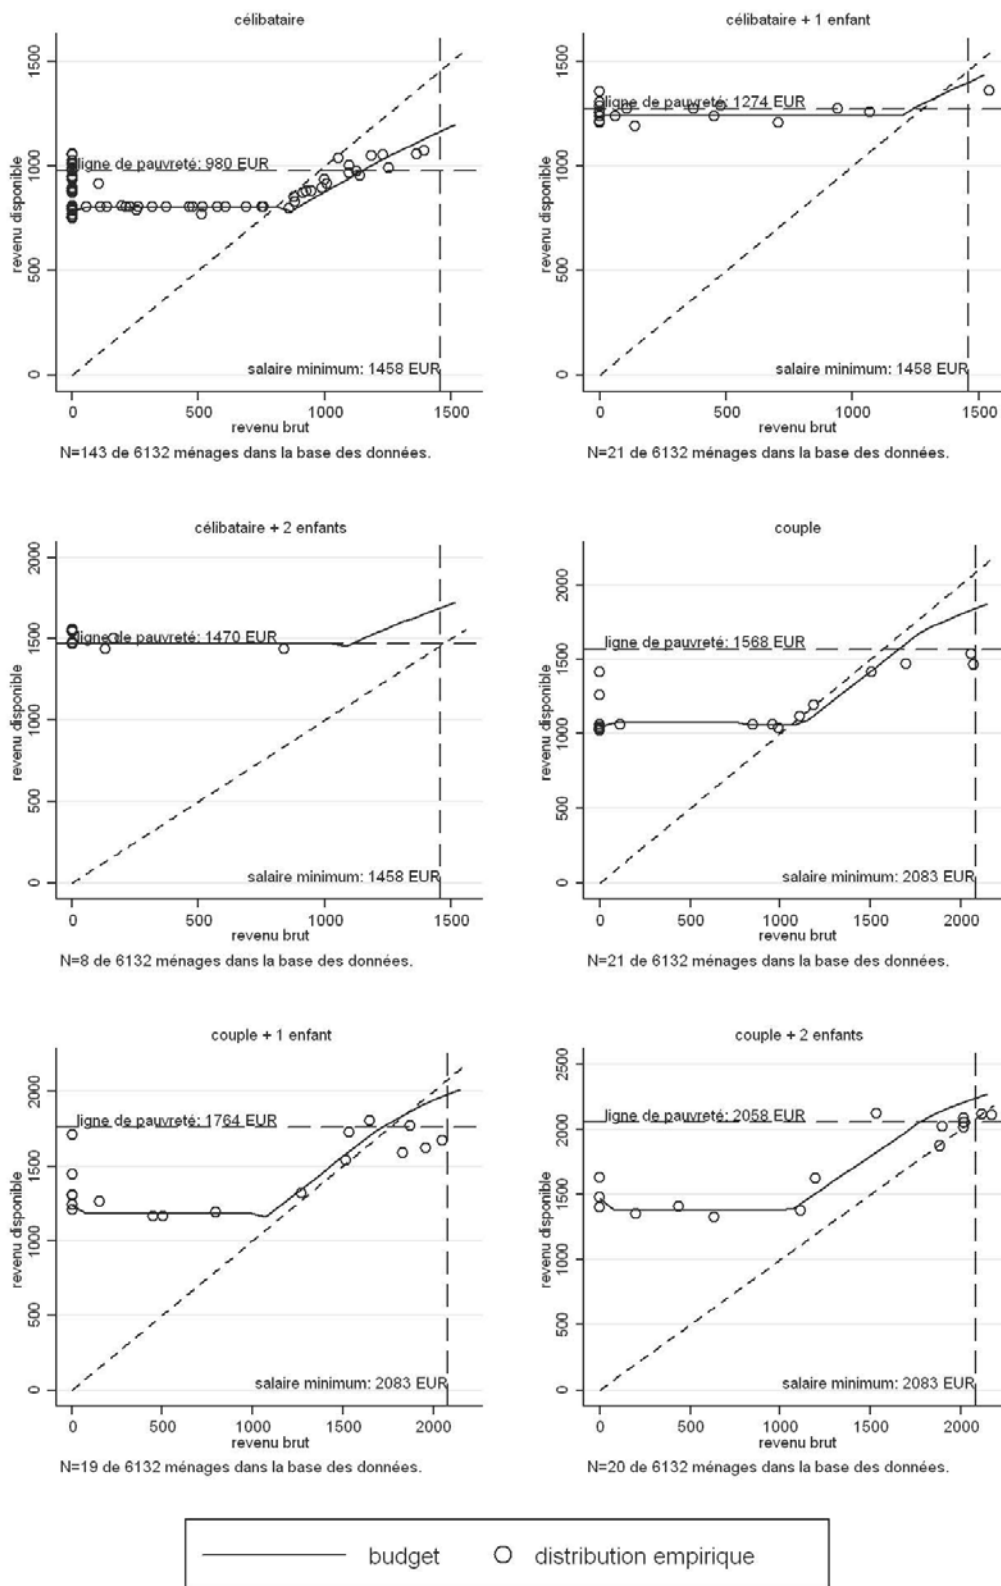 célibataire
revenu disponible
1500
1000
500
0
ligne de pauvreté: 980 EUR
salaire minimum: 1458 EUR
0 500 1000 1500
revenu brut
N=143 de 6132 ménages dans la base des données.
célibataire + 1 enfant
revenu disponible
1500
1000
500
0
ligne de pauvreté: 1274 EUR
salaire minimum: 1458 EUR
0 500 1000 1500
revenu brut
N=21 de 6132 ménages dans la base des données.
célibataire + 2 enfants
revenu disponible
2000
1500
1000
500
0
ligne de pauvreté: 1470 EUR
salaire minimum: 1458 EUR
0 500 1000 1500
revenu brut
N=8 de 6132 ménages dans la base des données.
couple
revenu disponible
2000
1500
1000
500
0
ligne de pauvreté: 1568 EUR
salaire minimum: 2083 EUR
0 500 1000 1500 2000
revenu brut
N=21 de 6132 ménages dans la base des données.
couple + 1 enfant
revenu disponible
2000
1500
1000
500
0
ligne de pauvreté: 1764 EUR
salaire minimum: 2083 EUR
0 500 1000 1500 2000
revenu brut
N=19 de 6132 ménages dans la base des données.
couple + 2 enfants
revenu disponible
2500
2000
1500
1000
500
0
ligne de pauvreté: 2058 EUR
salaire minimum: 2083 EUR
0 500 1000 1500 2000
revenu brut
N=20 de 6132 ménages dans la base des données.
budget
distribution empirique